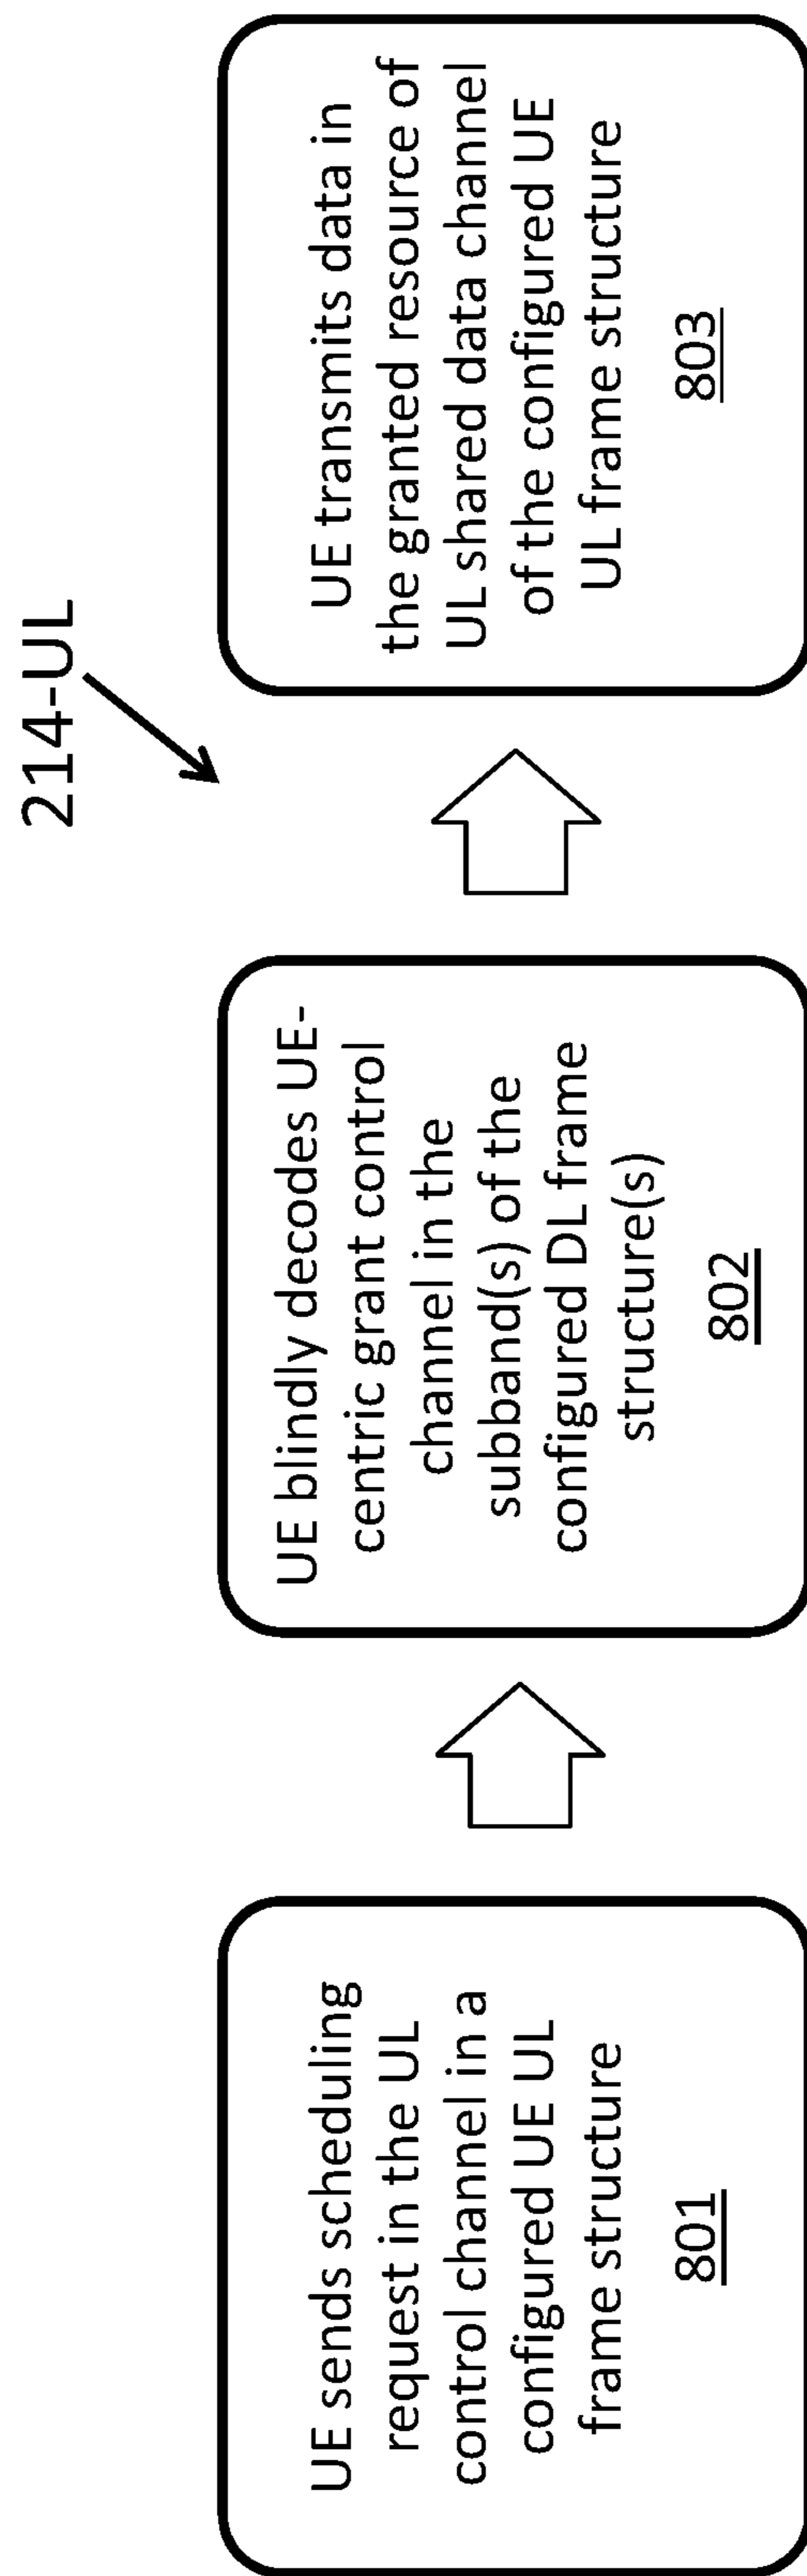 214-UL
UE sends scheduling
request in the UL
control channel in a
configured UE UL
frame structure
801
UE blindly decodes UE-
centric grant control
channel in the
subband(s) of the
configured DL frame
structure(s)
802
UE transmits data in
the granted resource of
UL shared data channel
of the configured UE
UL frame structure
803